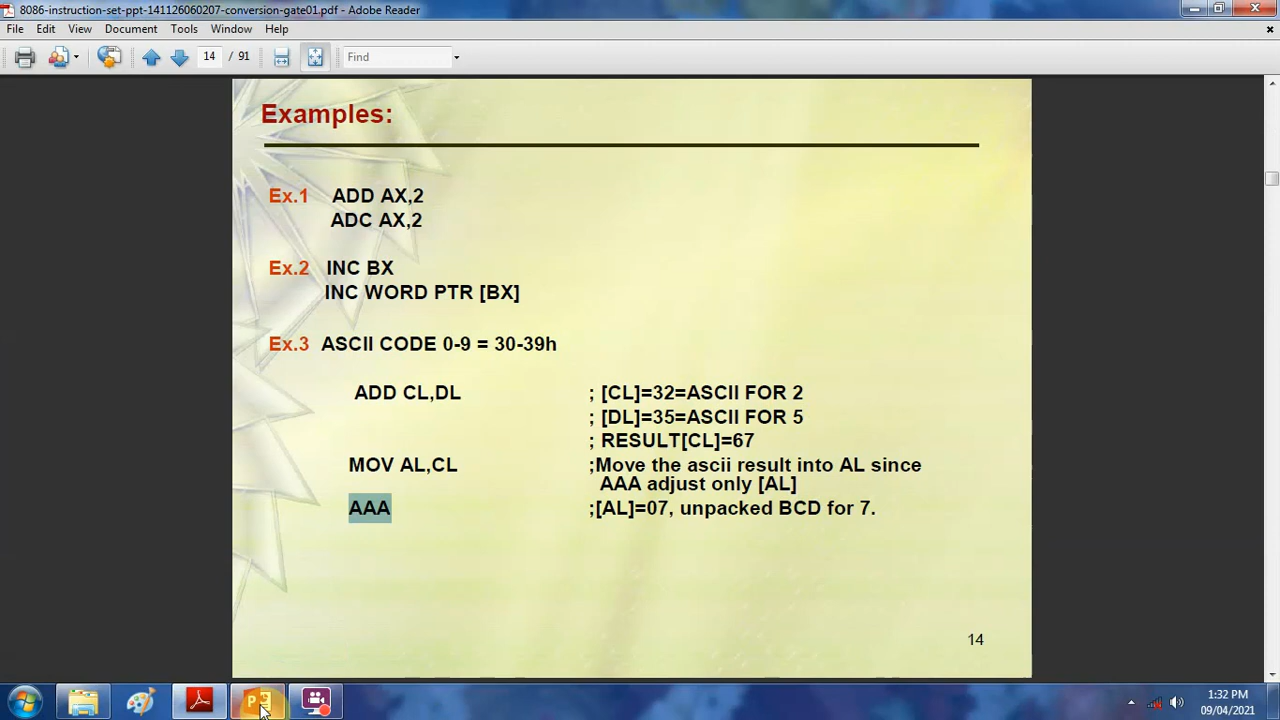 8086-instruction-set-ppt-141126060207-conversion-gate01.pdf - Adobe Reader
File Edit View Document Tools Window Help
14 / 91 Find
Examples:
Ex.1 ADD AX,2
ADC AX,2
Ex.2 INC BX
INC WORD PTR [BX]
Ex.3 ASCII CODE 0-9 = 30-39h
ADD CL,DL ; [CL]=32=ASCII FOR 2
; [DL]=35=ASCII FOR 5
; RESULT[CL]=67
MOV AL,CL ;Move the ascii result into AL since
AAA adjust only [AL]
AAA ;[AL]=07, unpacked BCD for 7.
14
1:32 PM
09/04/2021